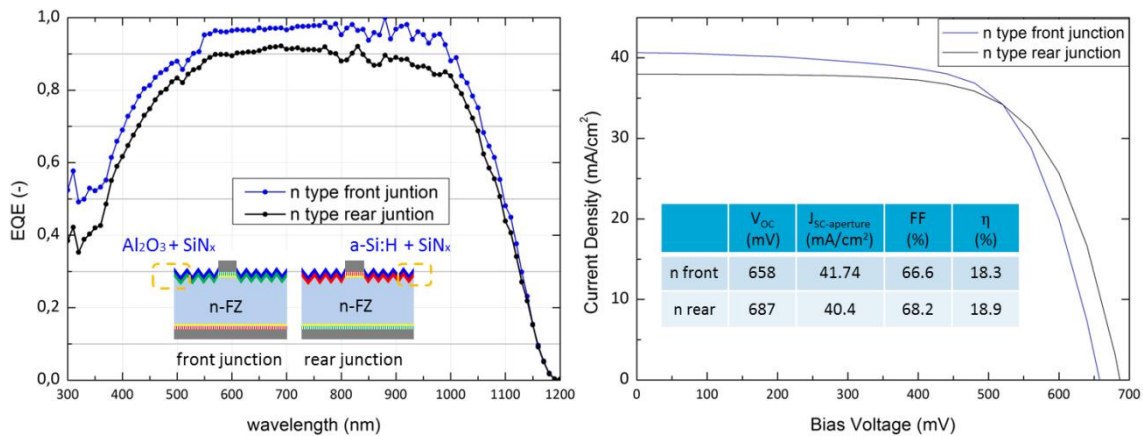 1,0
0,8
0,6
0,4
0,2
0,0
EQE (-)
300 400 500 600 700 800 900 1000 1100 1200
wavelength (nm)
n type front juntion
n type rear juntion
Al₂O₃ + SiNₓ
a-Si:H + SiNₓ
n-FZ
n-FZ
front junction
rear junction
40
30
20
10
0
Current Density (mA/cm²)
0 100 200 300 400 500 600 700
Bias Voltage (mV)
n type front junction
n type rear junction
V_OC J_SC-aperture FF η
(mV) (mA/cm²) (%) (%)
n front 658 41.74 66.6 18.3
n rear 687 40.4 68.2 18.9